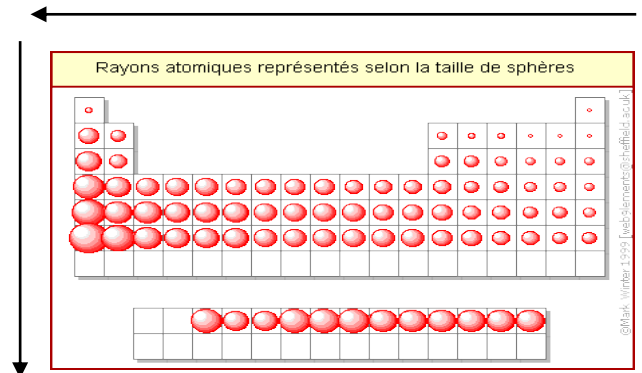 Rayons atomiques représentés selon la taille de sphères
©Mark Winter 1999 [webelements@sheffield.ac.uk]